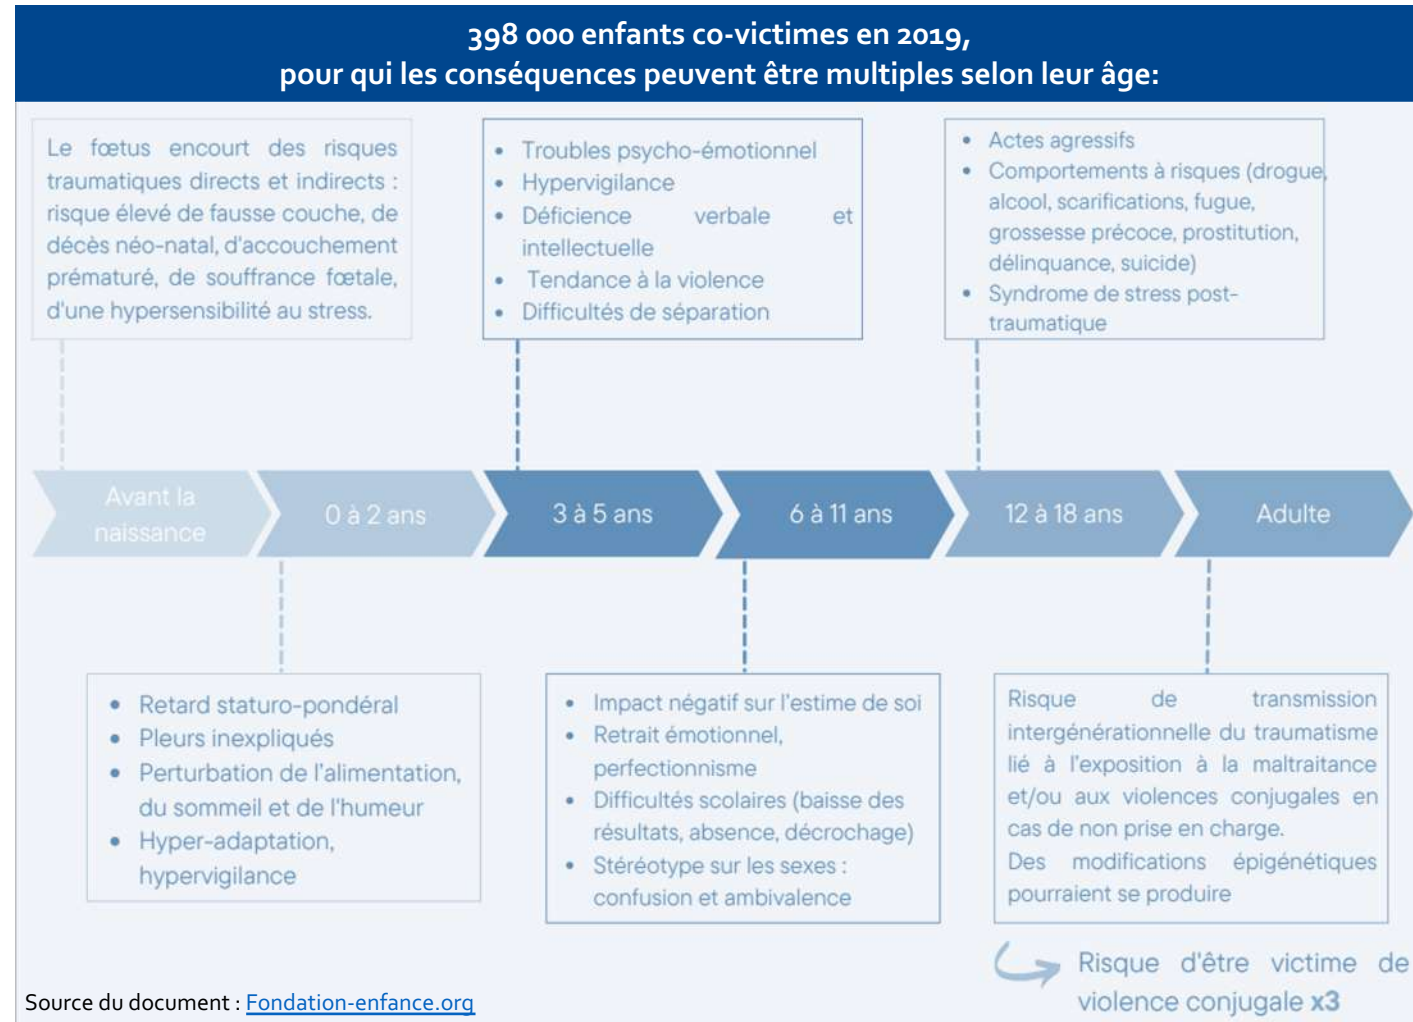 398 000 enfants co-victimes en 2019,
pour qui les conséquences peuvent être multiples selon leur âge:
Le fœtus encourt des risques
traumatiques directs et indirects :
risque élevé de fausse couche, de
décès néo-natal, d'accouchement
prématuré, de souffrance fœtale,
d'une hypersensibilité au stress.
• Troubles psycho-émotionnel
• Hypervigilance
• Déficience verbale et
intellectuelle
• Tendance à la violence
• Difficultés de séparation
• Actes agressifs
• Comportements à risques (drogue,
alcool, scarifications, fugue,
grossesse précoce, prostitution,
délinquance, suicide)
• Syndrome de stress post-
traumatique
Avant la
naissance
0 à 2 ans
3 à 5 ans
6 à 11 ans
12 à 18 ans
Adulte
• Retard staturo-pondéral
• Pleurs inexpliqués
• Perturbation de l'alimentation,
du sommeil et de l'humeur
• Hyper-adaptation,
hypervigilance
• Impact négatif sur l'estime de soi
• Retrait émotionnel,
perfectionnisme
• Difficultés scolaires (baisse des
résultats, absence, décrochage)
• Stéréotype sur les sexes :
confusion et ambivalence
Risque de transmission
intergénérationnelle du traumatisme
lié à l'exposition à la maltraitance
et/ou aux violences conjugales en
cas de non prise en charge.
Des modifications épigénétiques
pourraient se produire
Risque d'être victime de
violence conjugale x3
Source du document : Fondation-enfance.org